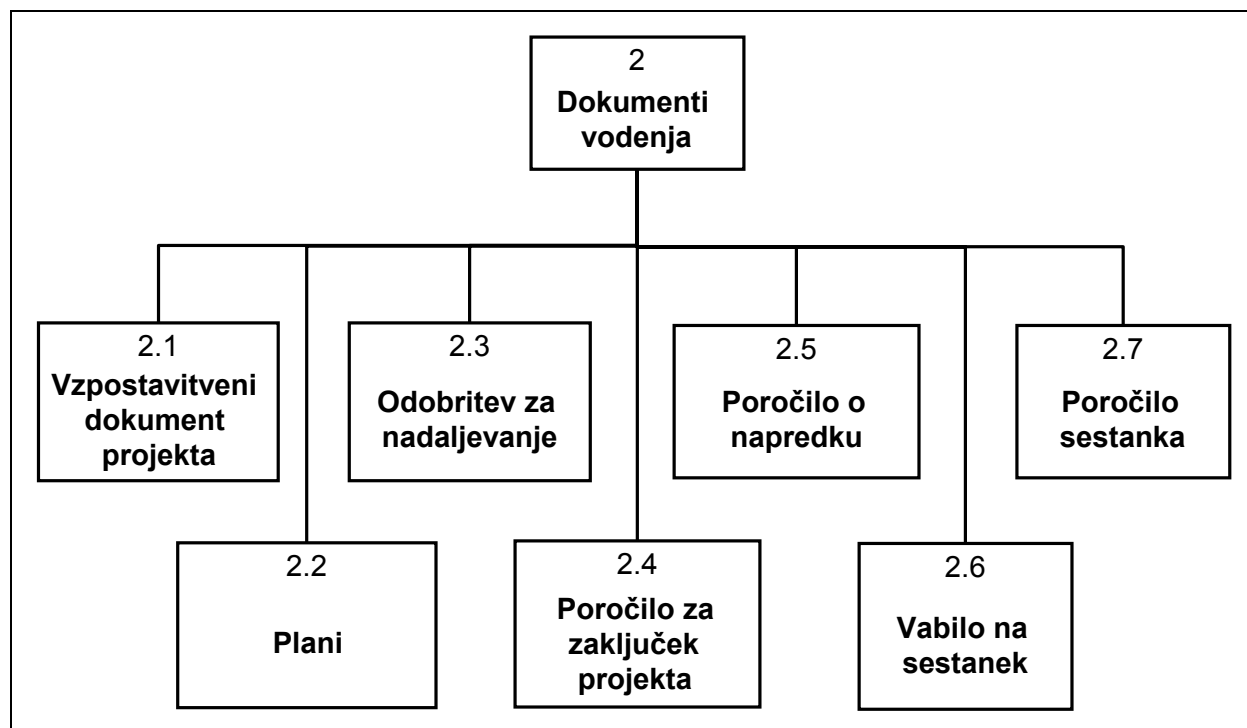 2
Dokumenti
vodenja
2.1
Vzpostavitveni
dokument
projekta
2.3
Odobritev za
nadaljevanje
2.5
Poročilo o
napredku
2.7
Poročilo
sestanka
2.2
Plani
2.4
Poročilo za
zaključek
projekta
2.6
Vabilo na
sestanek